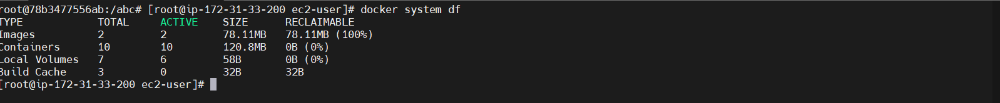 root@78b3477556ab:/abc# [root@ip-172-31-33-200 ec2-user]# docker system df
TYPE TOTAL ACTIVE SIZE RECLAIMABLE
Images 2 2 78.11MB 78.11MB (100%)
Containers 10 10 120.8MB 0B (0%)
Local Volumes 7 6 58B 0B (0%)
Build Cache 3 0 32B 32B
[root@ip-172-31-33-200 ec2-user]#